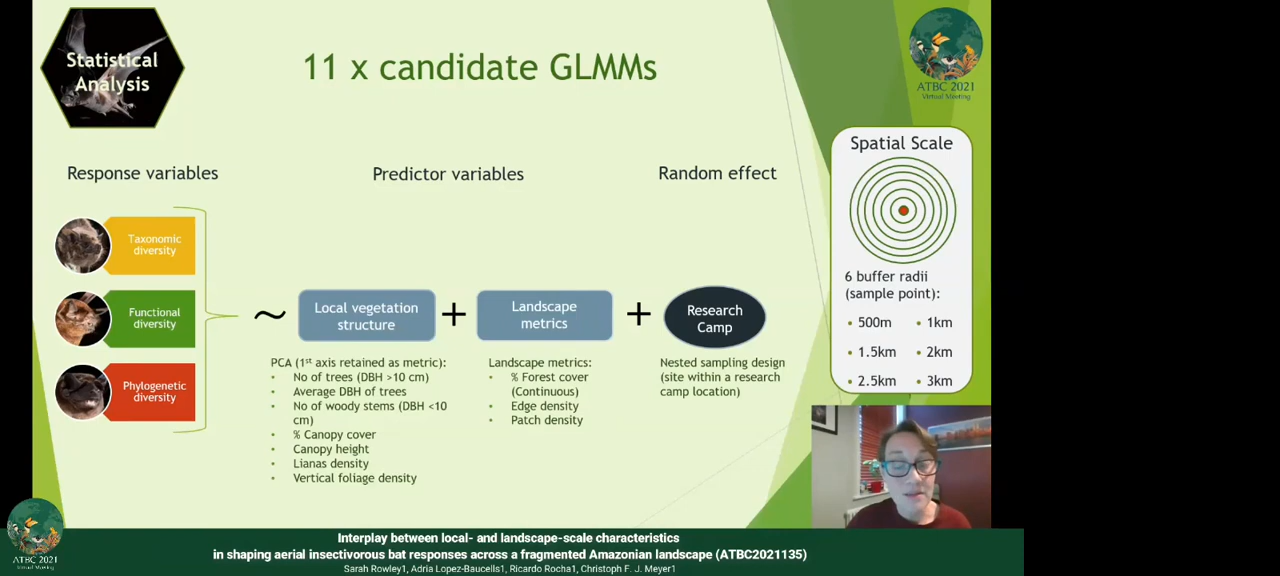 Statistical
Analysis
11 x candidate GLMMs
ATBC 2021
Virtual Meeting
Response variables
Predictor variables
Random effect
Spatial Scale
Taxonomic
diversity
Functional
diversity
Phylogenetic
diversity
~
Local vegetation
structure
+
Landscape
metrics
+
Research
Camp
PCA (1st axis retained as metric):
• No of trees (DBH >10 cm)
• Average DBH of trees
• No of woody stems (DBH <10
cm)
• % Canopy cover
• Canopy height
• Lianas density
• Vertical foliage density
Landscape metrics:
• % Forest cover
(Continuous)
• Edge density
• Patch density
Nested sampling design
(site within a research
camp location)
6 buffer radii
(sample point):
• 500m • 1km
• 1.5km • 2km
• 2.5km • 3km
ATBC 2021
Virtual Meeting
Interplay between local- and landscape-scale characteristics
in shaping aerial insectivorous bat responses across a fragmented Amazonian landscape (ATBC2021135)
Sarah Rowley1, Adria Lopez-Baucells1, Ricardo Rocha1, Christoph F. J. Meyer1